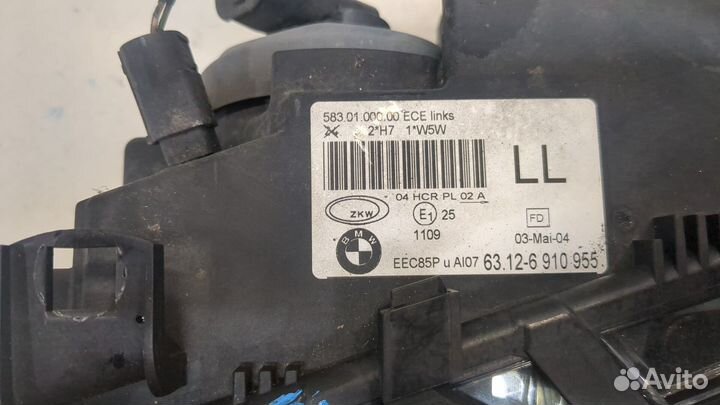 583.01.000.00 ECE links
2*H7 1*W5W
LL
04 HCR PL 02 A
ZKW
E1 25
FD
1109
03-Mai-04
BMW
EEC85P u AI07 63.12-6 910 955
Avito